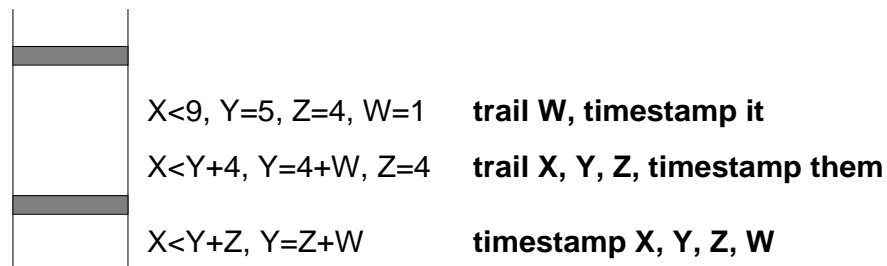 X<9, Y=5, Z=4, W=1 trail W, timestamp it
X<Y+4, Y=4+W, Z=4 trail X, Y, Z, timestamp them
X<Y+Z, Y=Z+W timestamp X, Y, Z, W